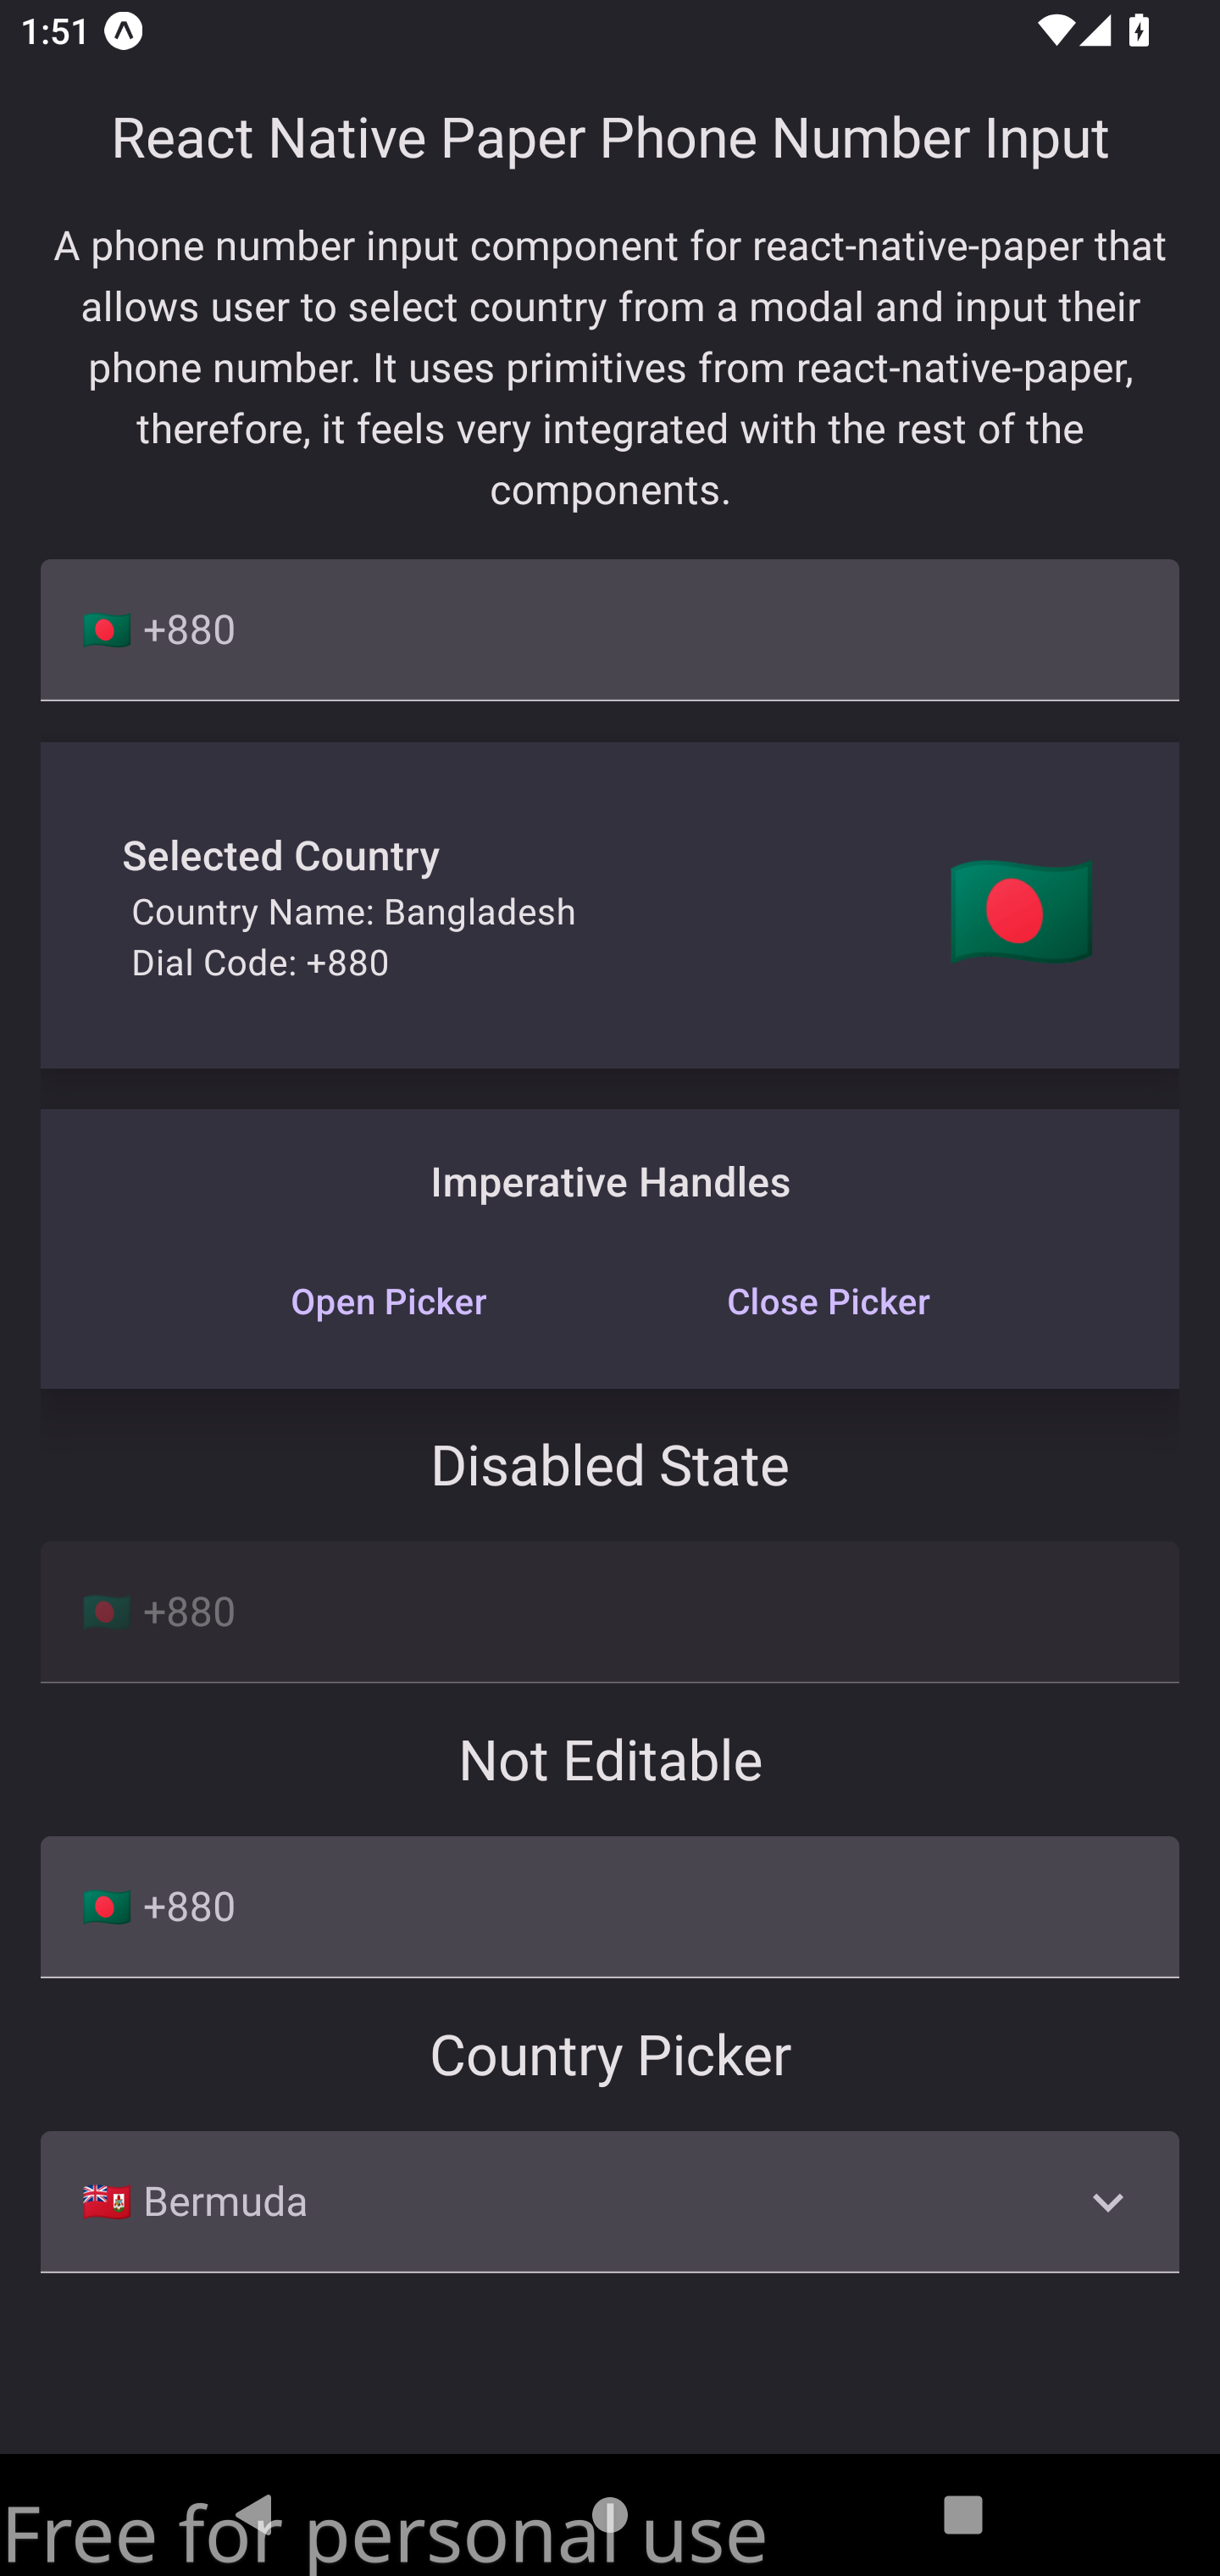 1:51
React Native Paper Phone Number Input
A phone number input component for react-native-paper that
allows user to select country from a modal and input their
phone number. It uses primitives from react-native-paper,
therefore, it feels very integrated with the rest of the
components.
+880
Selected Country
Country Name: Bangladesh
Dial Code: +880
Imperative Handles
Open Picker Close Picker
Disabled State
+880
Not Editable
+880
Country Picker
Bermuda
Free for personal use